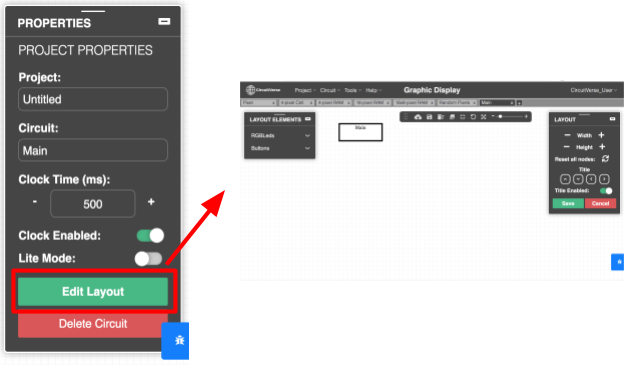 PROPERTIES
PROJECT PROPERTIES
Project:
Untitled
Circuit:
Main
Clock Time (ms):
- 500 +
Clock Enabled:
Lite Mode:
Edit Layout
Delete Circuit
CircuitVerse Project Circuit Tools Help Graphic Display CircuitVerse_User
Main
LAYOUT ELEMENTS
RGBLeds
Buttons
Main
LAYOUT
- Width +
- Height +
Reset all nodes:
Title
Title Enabled:
Save Cancel